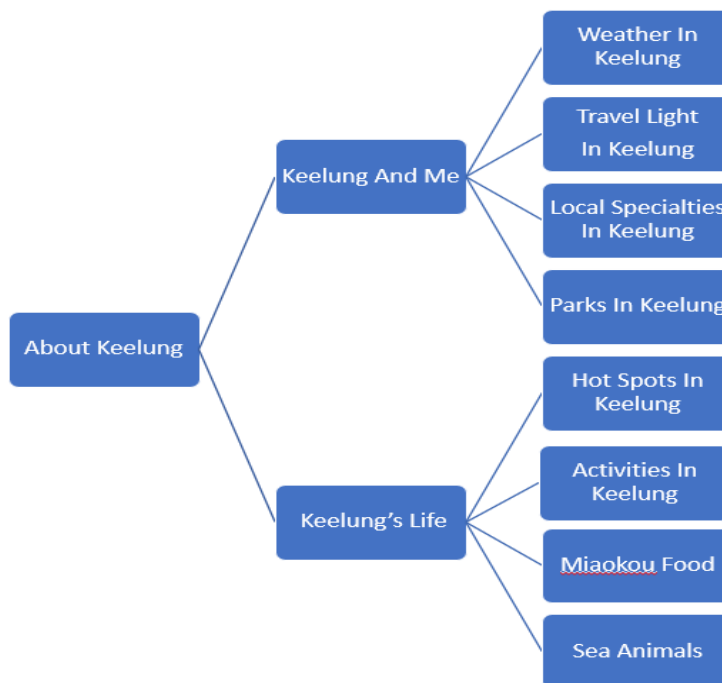 About Keelung
Keelung And Me
Weather In
Keelung
Travel Light
In Keelung
Local Specialties
In Keelung
Parks In Keelung
Keelung’s Life
Hot Spots In
Keelung
Activities In
Keelung
Miaokou Food
Sea Animals